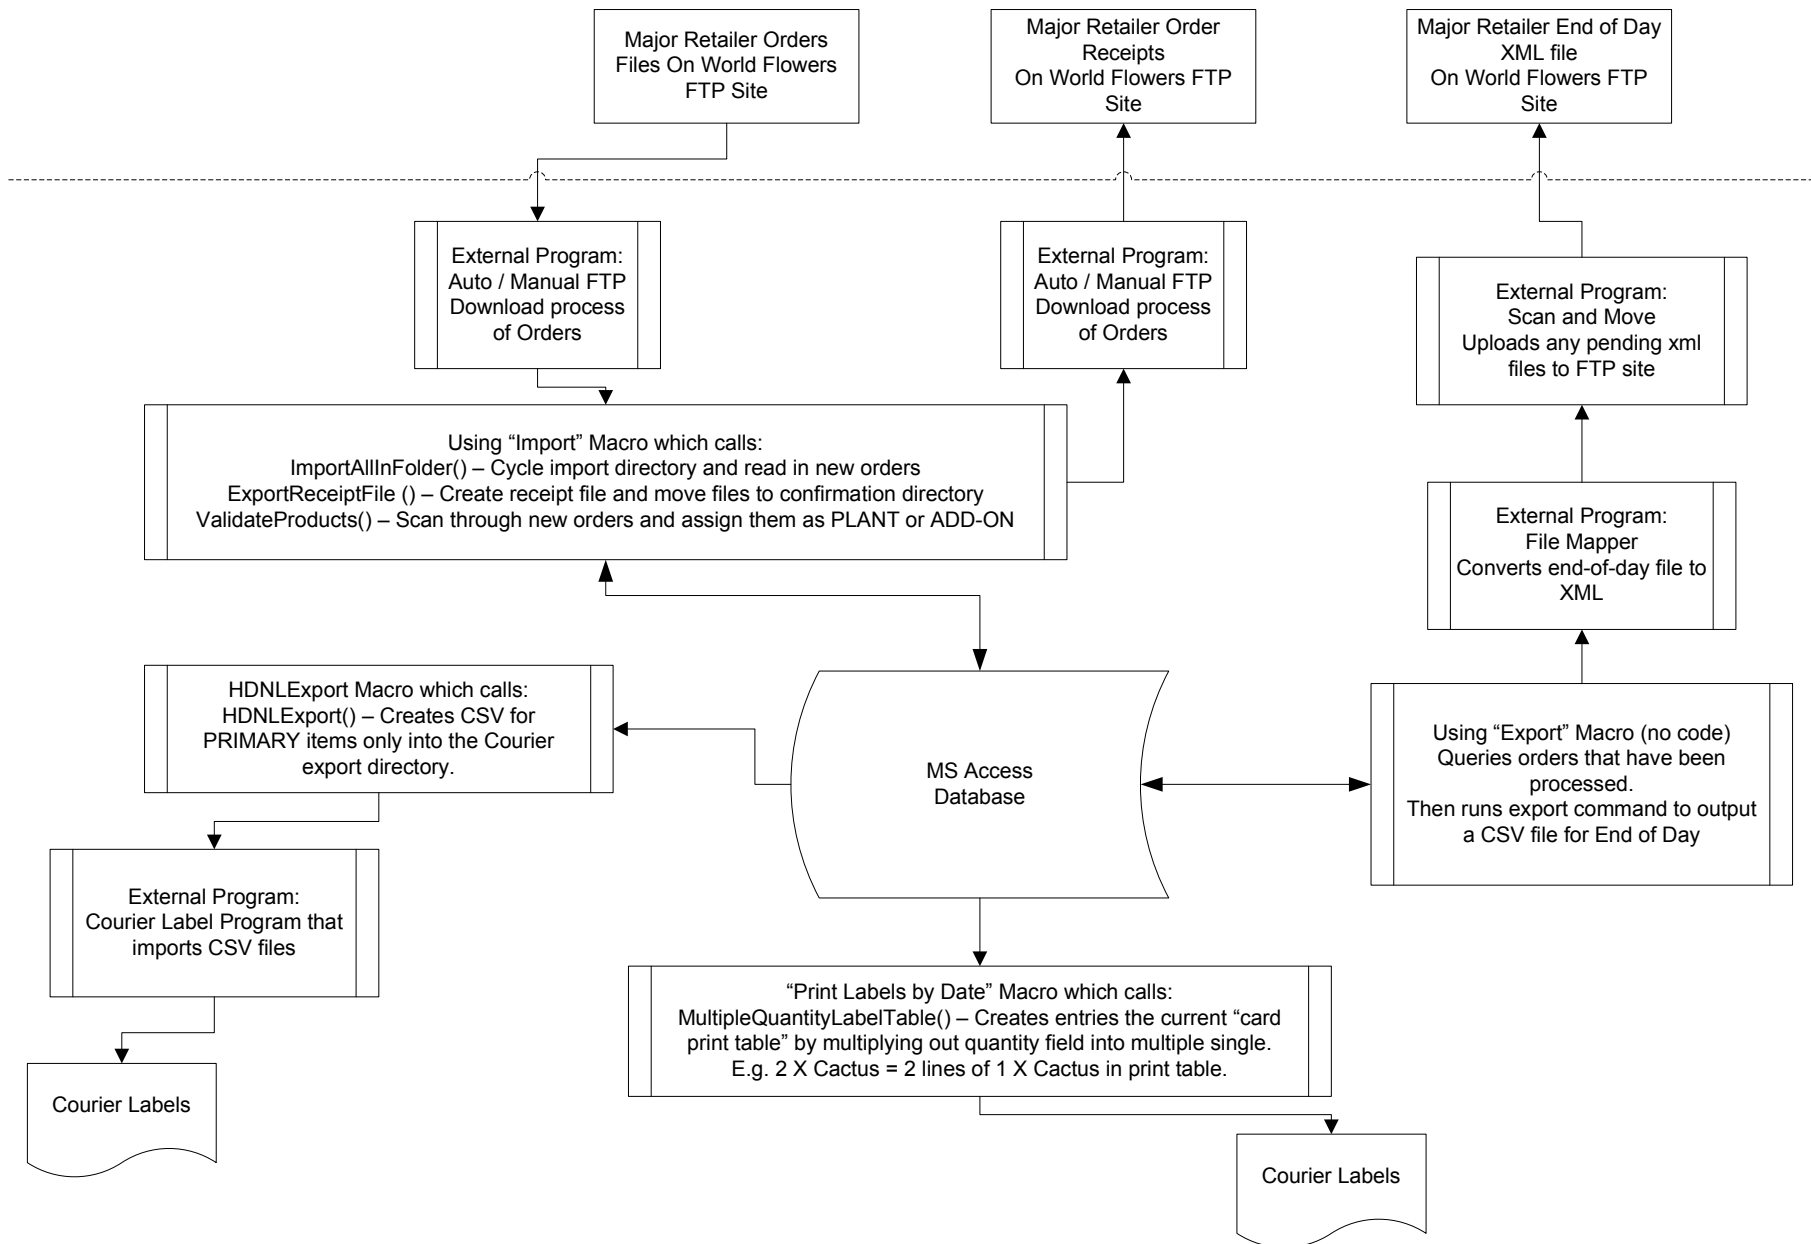 Major Retailer Orders
Files On World Flowers
FTP Site
Major Retailer Order
Receipts
On World Flowers FTP
Site
Major Retailer End of Day
XML file
On World Flowers FTP
Site
External Program:
Auto / Manual FTP
Download process
of Orders
External Program:
Auto / Manual FTP
Download process
of Orders
External Program:
Scan and Move
Uploads any pending xml
files to FTP site
Using “Import” Macro which calls:
ImportAllInFolder() – Cycle import directory and read in new orders
ExportReceiptFile () – Create receipt file and move files to confirmation directory
ValidateProducts() – Scan through new orders and assign them as PLANT or ADD-ON
External Program:
File Mapper
Converts end-of-day file to
XML
HDNLExport Macro which calls:
HDNLExport() – Creates CSV for
PRIMARY items only into the Courier
export directory.
MS Access
Database
Using “Export” Macro (no code)
Queries orders that have been
processed.
Then runs export command to output
a CSV file for End of Day
External Program:
Courier Label Program that
imports CSV files
“Print Labels by Date” Macro which calls:
MultipleQuantityLabelTable() – Creates entries the current “card
print table” by multiplying out quantity field into multiple single.
E.g. 2 X Cactus = 2 lines of 1 X Cactus in print table.
Courier Labels
Courier Labels